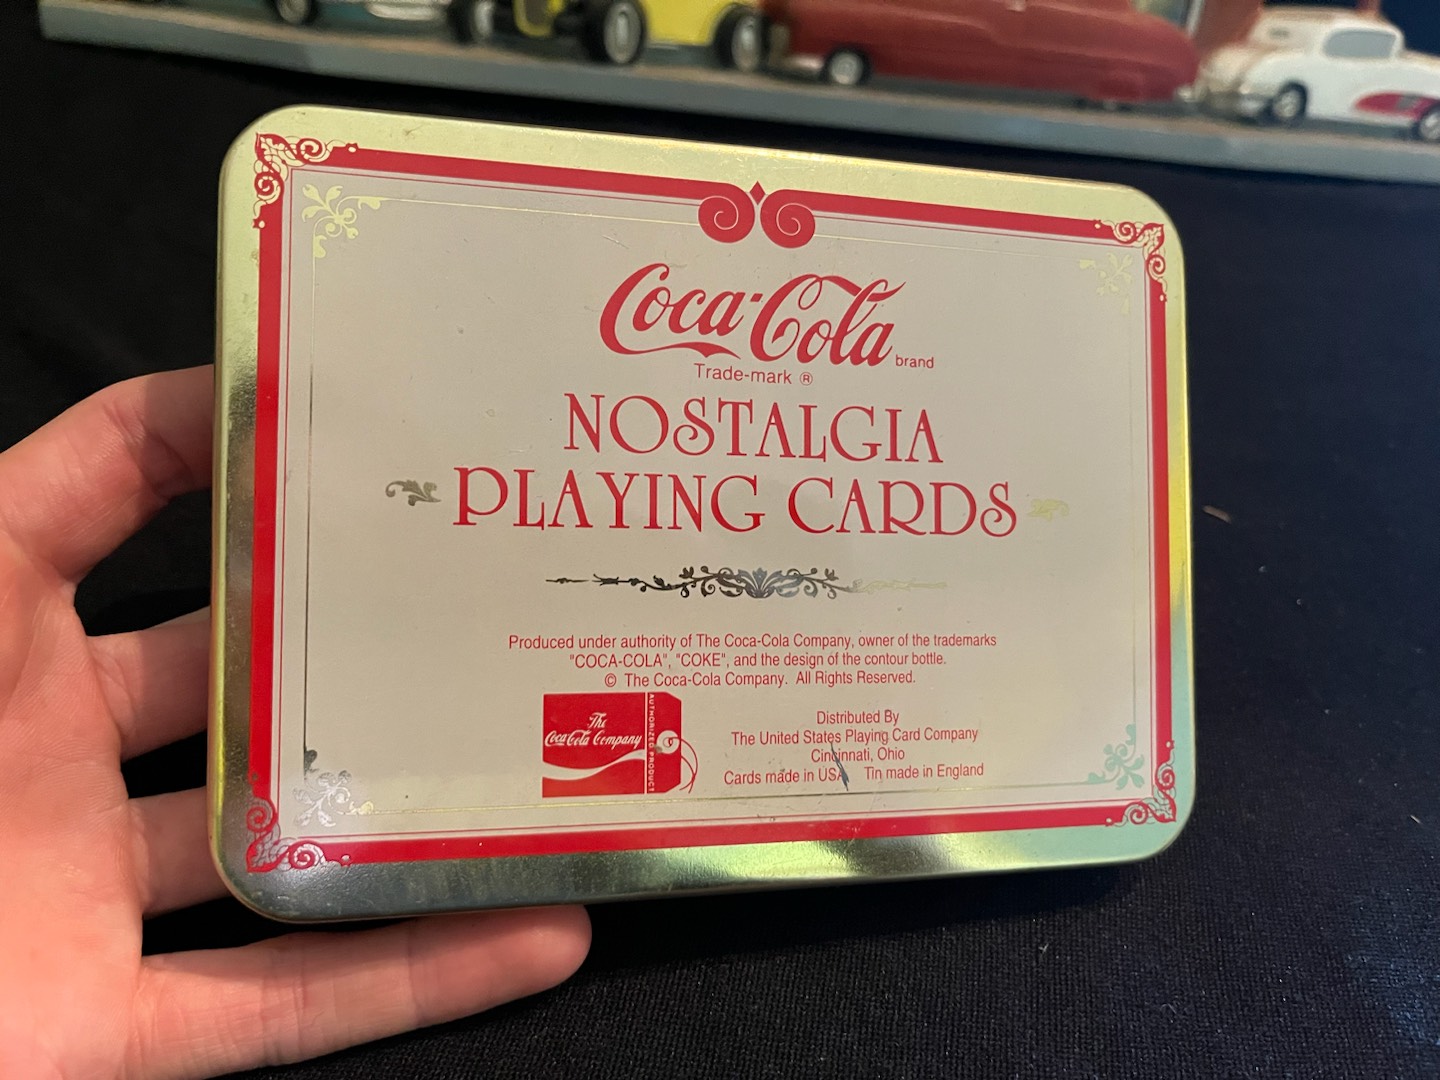 Coca-Cola brand
Trade-mark ®
NOSTALGIA
PLAYING CARDS
Produced under authority of The Coca-Cola Company, owner of the trademarks
"COCA-COLA", "COKE", and the design of the contour bottle.
© The Coca-Cola Company. All Rights Reserved.
The
Coca-Cola Company
AUTHORIZED PRODUCT
Distributed By
The United States Playing Card Company
Cincinnati, Ohio
Cards made in USA Tin made in England